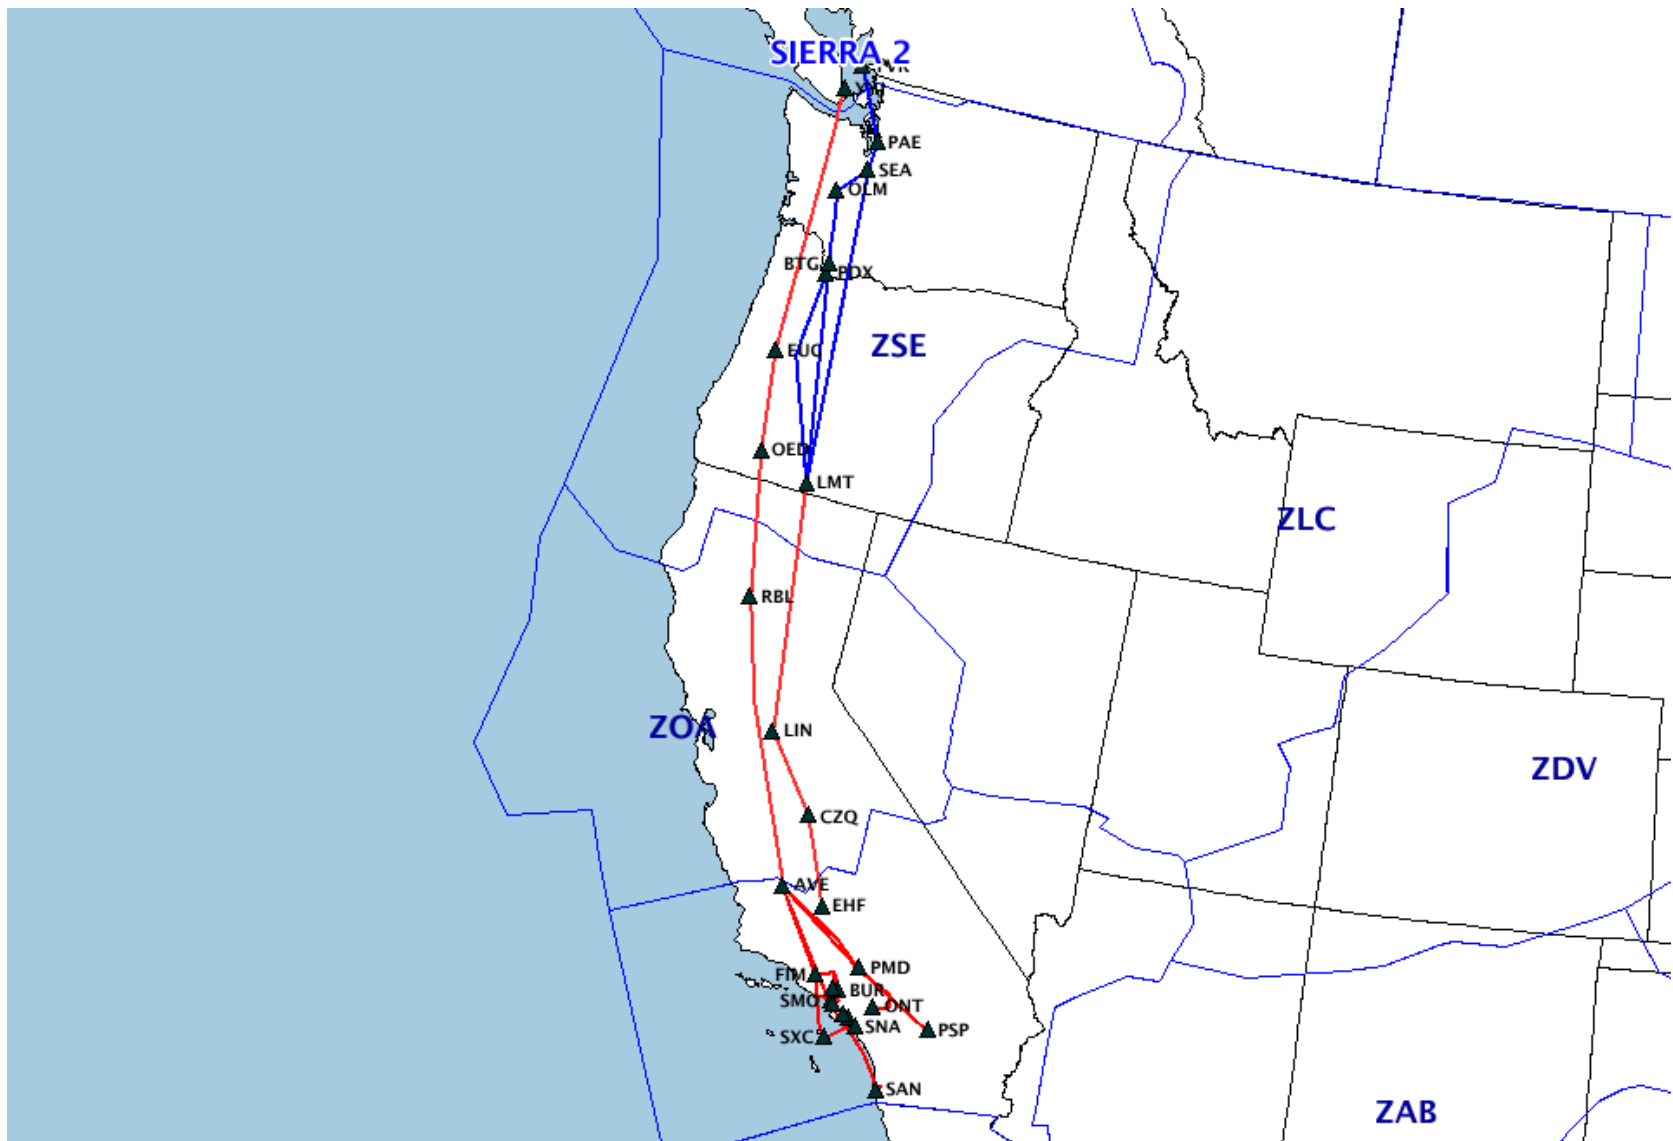 SIERRA 2
PAE
SEA
OLM
BTG
PDX
EUG
ZSE
OED
LMT
ZLC
RBL
ZOA
LIN
ZDV
CZQ
AVE
EHF
FIM
PMD
BUR
SMO
ONT
SNA
PSP
SXC
SAN
ZAB